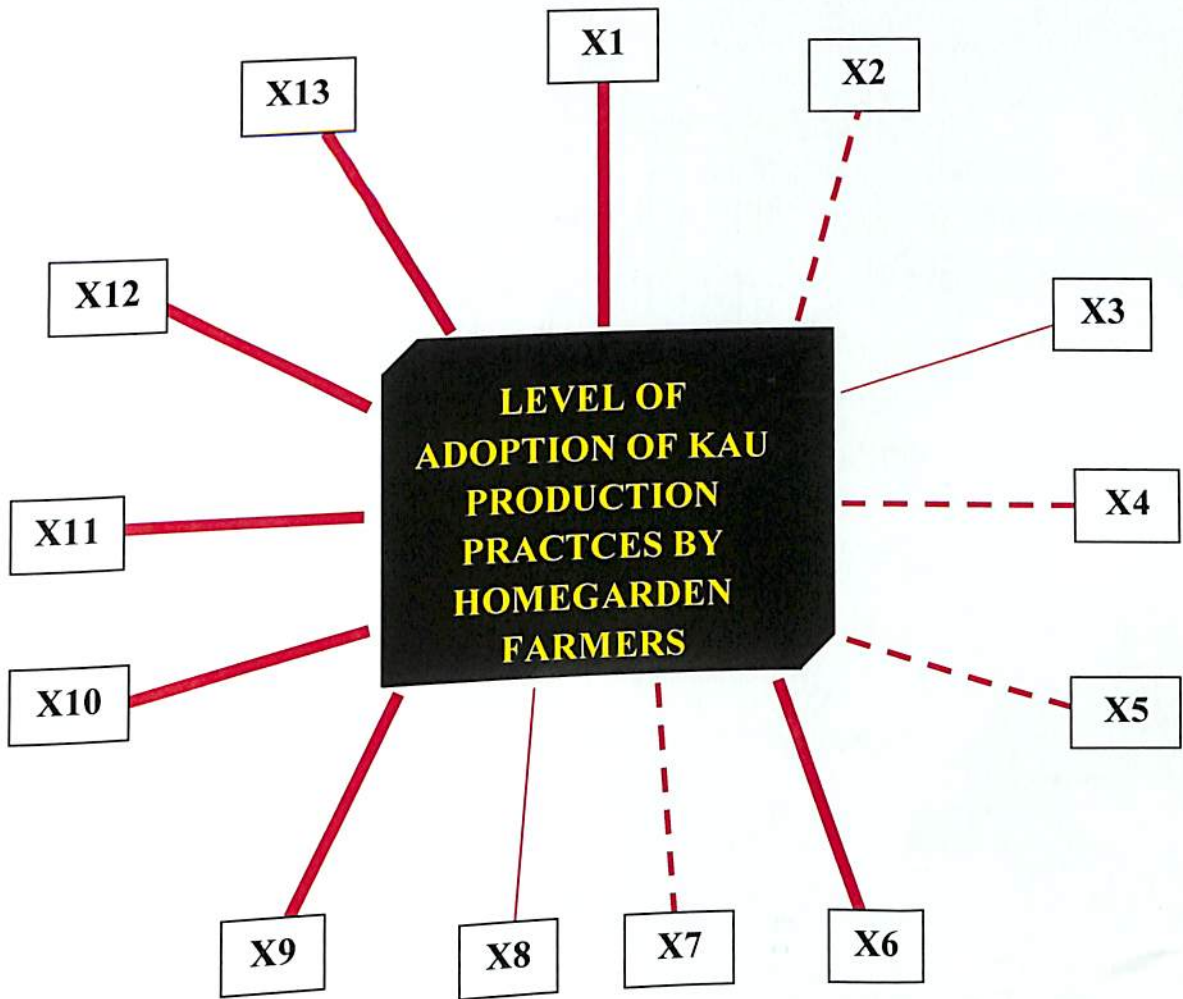 X1
X2
X13
X3
X12
LEVEL OF
ADOPTION OF KAU
PRODUCTION
PRACTCES BY
HOMEGARDEN
FARMERS
X4
X11
X5
X10
X6
X7
X8
X9